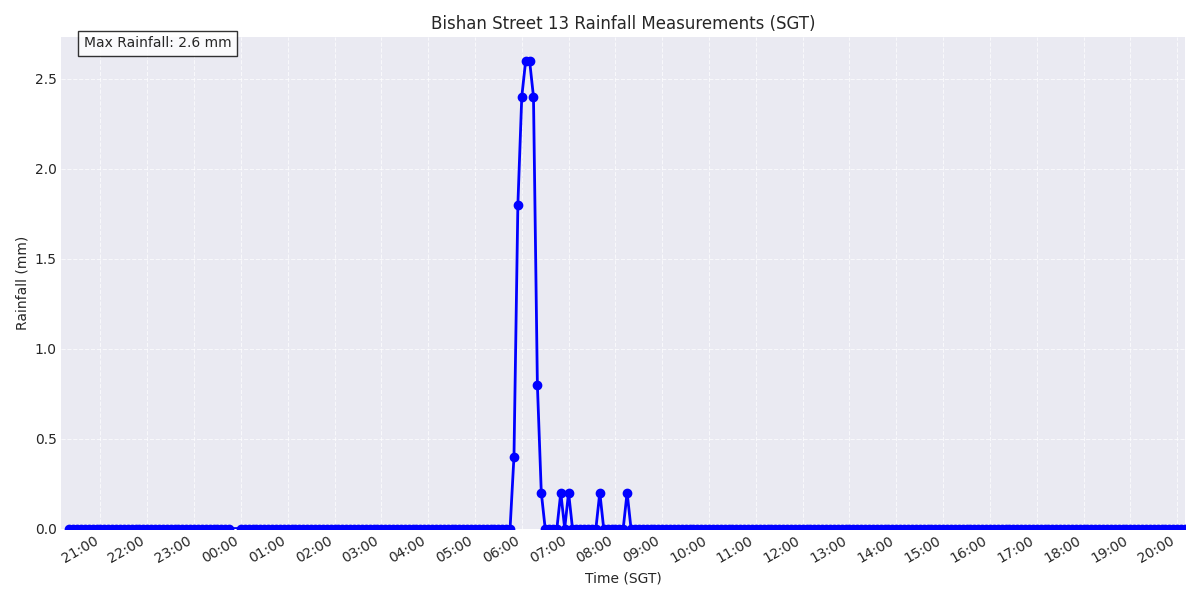 Bishan Street 13 Rainfall Measurements (SGT)
Max Rainfall: 2.6 mm
2.5
2.0
1.5
1.0
0.5
0.0
Rainfall (mm)
21:00 22:00 23:00 00:00 01:00 02:00 03:00 04:00 05:00 06:00 07:00 08:00 09:00 10:00 11:00 12:00 13:00 14:00 15:00 16:00 17:00 18:00 19:00 20:00
Time (SGT)